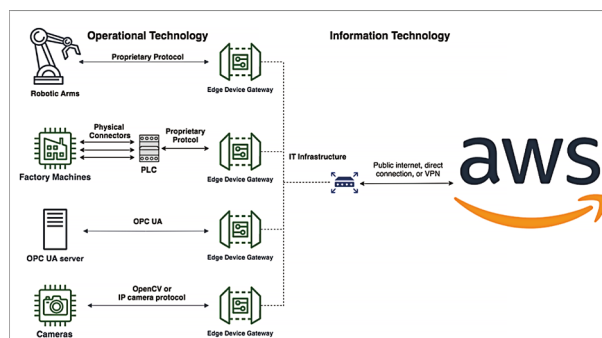 Operational Technology
Information Technology
Proprietary Protocol
Robotic Arms
Edge Device Gateway
Physical
Connectors
Proprietary
Protcol
Factory Machines
PLC
Edge Device Gateway
IT Infrastructure
Public internet, direct
connection, or VPN
aws
OPC UA
OPC UA server
Edge Device Gateway
OpenCV or
IP camera protocol
Cameras
Edge Device Gateway